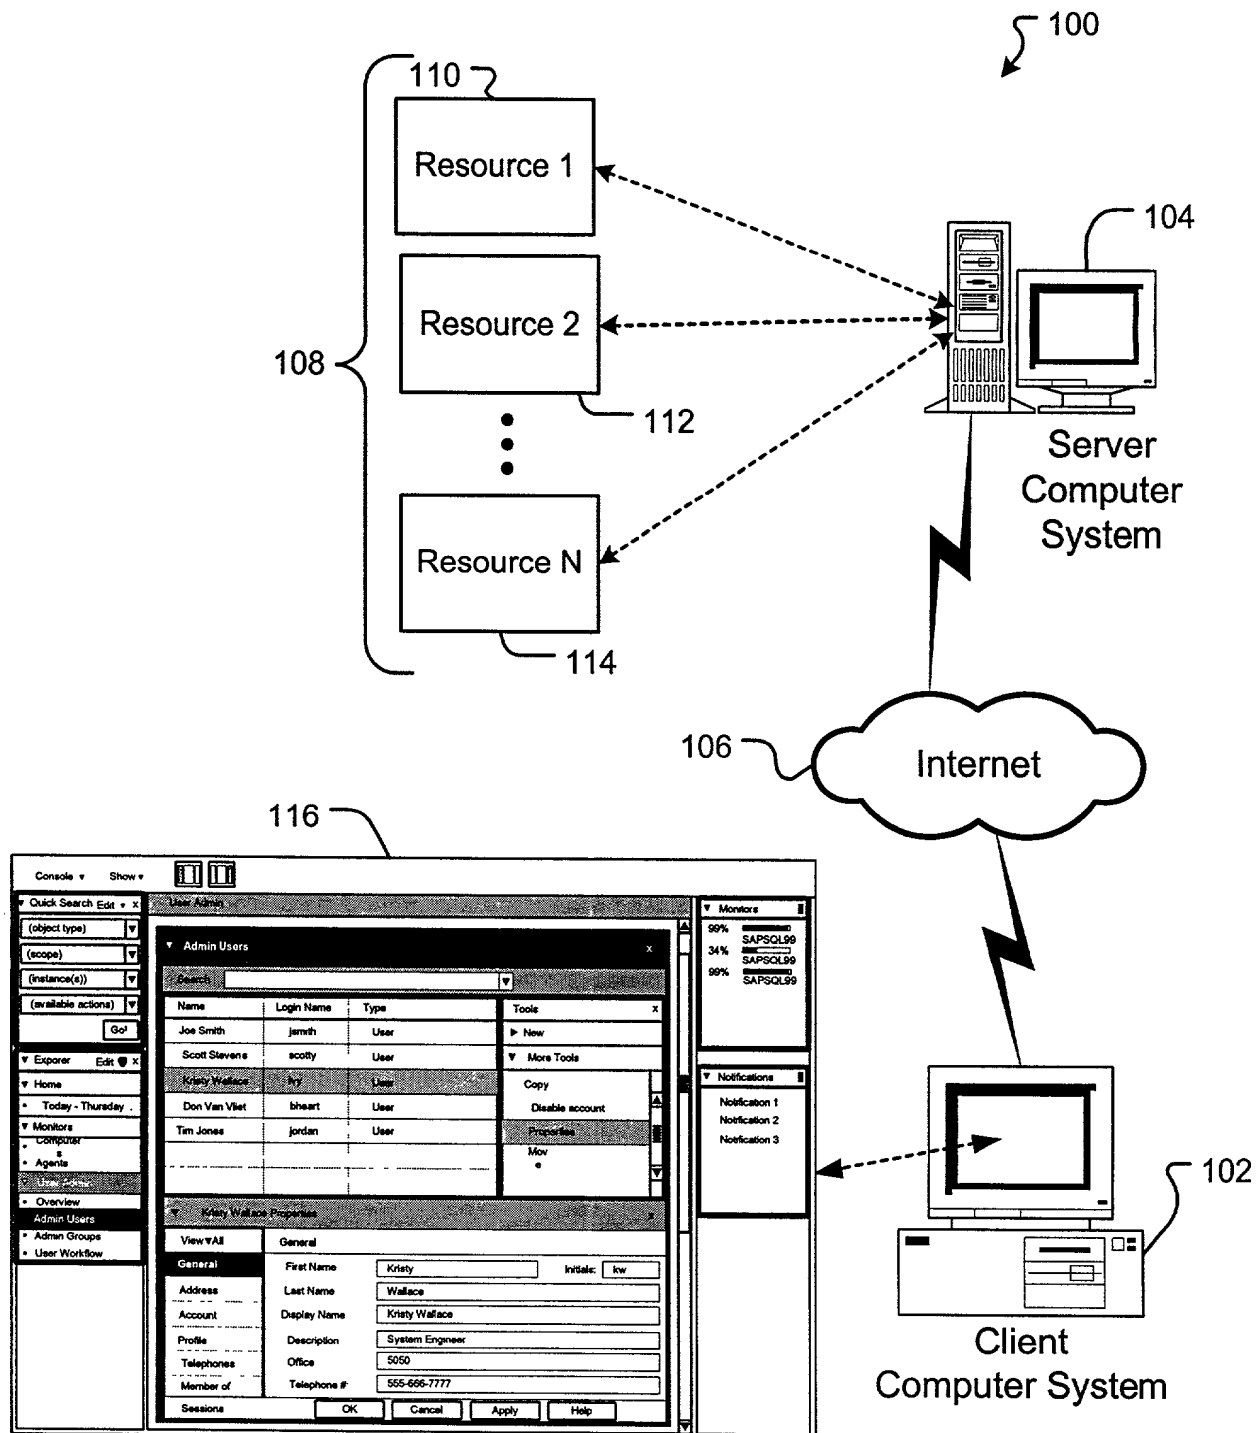 100
110
Resource 1
104
Resource 2
108
112
Server
Computer
System
Resource N
114
106
Internet
116
Console
Show
Quick Search Edit x
(object type)
(scope)
(instance(s))
(available actions)
Go!
Exporer Edit x
Home
Today - Thursday .
Monitors
Computer
s
Agents
User Admin
Overview
Admin Users
Admin Groups
User Workflow
User Admin
Admin Users x
Search
Name Login Name Type
Joe Smith jsmith User
Scott Stevens scotty User
Kristy Wallace ivy User
Don Van Vliet bheart User
Tim Jones jordan User
Tools x
New
More Tools
Copy
Disable account
Properties
Mov
e
Kristy Wallace Properties x
View All
General
Address
Account
Profile
Telephones
Member of
Sessions
General
First Name Kristy Initials: kw
Last Name Wallace
Display Name Kristy Wallace
Description System Engineer
Office 5050
Telephone # 555-666-7777
OK Cancel Apply Help
Monitors
99%
SAPSQL99
34%
SAPSQL99
99%
SAPSQL99
Notifications
Notification 1
Notification 2
Notification 3
102
Client
Computer System